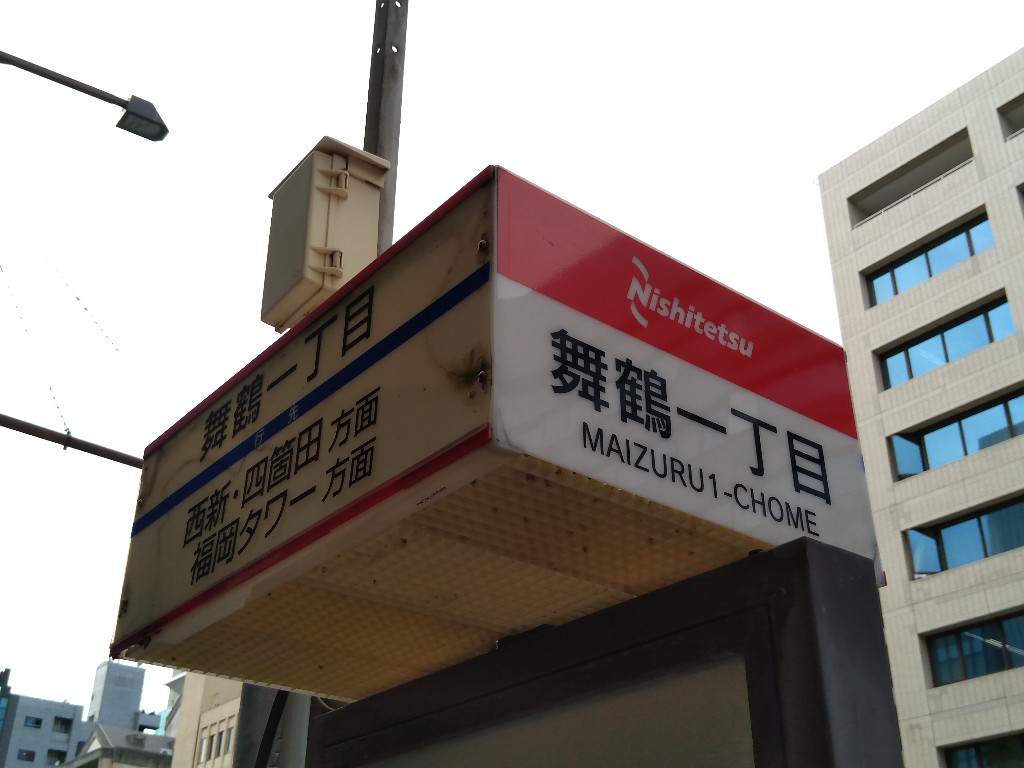 舞鶴一丁目
行先
西新・四箇田方面
福岡タワー方面
Nishitetsu
舞鶴一丁目
MAIZURU1-CHOME